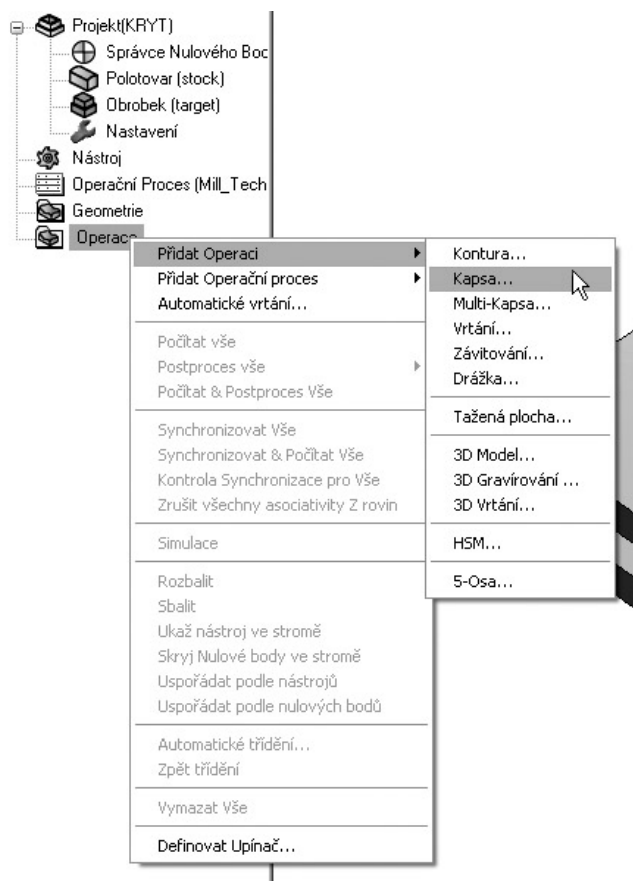 Projekt(KRYT)
Správce Nulového Boc
Polotovar (stock)
Obrobek (target)
Nastavení
Nástroj
Operační Proces (Mill_Tech
Geometrie
Operace
Přidat Operaci
Přidat Operační proces
Automatické vrtání...
Počítat vše
Postproces vše
Počítat & Postproces Vše
Synchronizovat Vše
Synchronizovat & Počítat Vše
Kontrola Synchronizace pro Vše
Zrušit všechny asociativity Z rovin
Simulace
Rozbalit
Sbalit
Ukaž nástroj ve stromě
Skryj Nulové body ve stromě
Uspořádat podle nástrojů
Uspořádat podle nulových bodů
Automatické třídění...
Zpět třídění
Vymazat Vše
Definovat Upínač...
Kontura...
Kapsa...
Multi-Kapsa...
Vrtání...
Závitování...
Drážka...
Tažená plocha...
3D Model...
3D Gravírování ...
3D Vrtání...
HSM...
5-Osa...